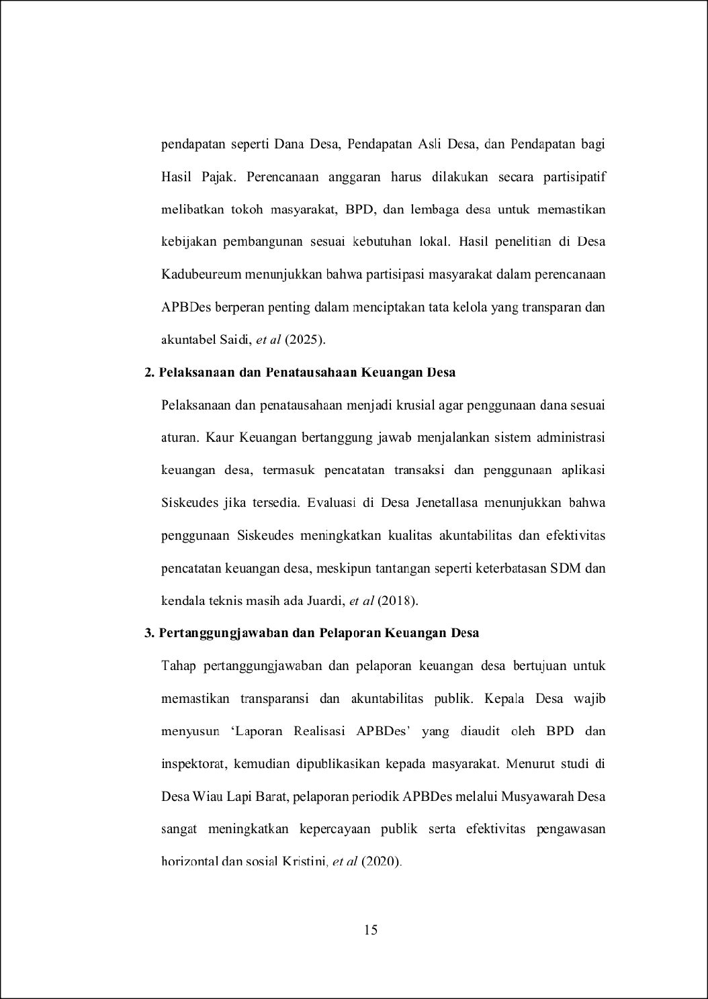 pendapatan seperti Dana Desa, Pendapatan Asli Desa, dan Pendapatan bagi
Hasil Pajak. Perencanaan anggaran harus dilakukan secara partisipatif
melibatkan tokoh masyarakat, BPD, dan lembaga desa untuk memastikan
kebijakan pembangunan sesuai kebutuhan lokal. Hasil penelitian di Desa
Kadubeureum menunjukkan bahwa partisipasi masyarakat dalam perencanaan
APBDes berperan penting dalam menciptakan tata kelola yang transparan dan
akuntabel Saidi, et al (2025).
2. Pelaksanaan dan Penatausahaan Keuangan Desa
Pelaksanaan dan penatausahaan menjadi krusial agar penggunaan dana sesuai
aturan. Kaur Keuangan bertanggung jawab menjalankan sistem administrasi
keuangan desa, termasuk pencatatan transaksi dan penggunaan aplikasi
Siskeudes jika tersedia. Evaluasi di Desa Jenetallasa menunjukkan bahwa
penggunaan Siskeudes meningkatkan kualitas akuntabilitas dan efektivitas
pencatatan keuangan desa, meskipun tantangan seperti keterbatasan SDM dan
kendala teknis masih ada Juardi, et al (2018).
3. Pertanggungjawaban dan Pelaporan Keuangan Desa
Tahap pertanggungjawaban dan pelaporan keuangan desa bertujuan untuk
memastikan transparansi dan akuntabilitas publik. Kepala Desa wajib
menyusun ‘Laporan Realisasi APBDes’ yang diaudit oleh BPD dan
inspektorat, kemudian dipublikasikan kepada masyarakat. Menurut studi di
Desa Wiau Lapi Barat, pelaporan periodik APBDes melalui Musyawarah Desa
sangat meningkatkan kepercayaan publik serta efektivitas pengawasan
horizontal dan sosial Kristini, et al (2020).
15